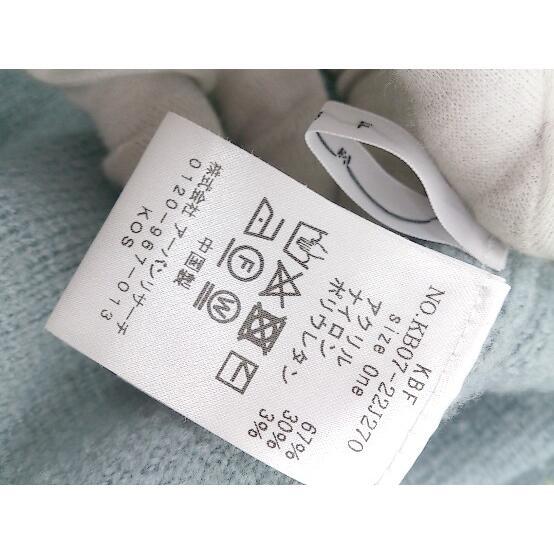 KBF
NO.KB07-22J270
Size One
アクリル 67%
ナイロン 30%
ポリウレタン 3%
W
F
中国製
株式会社 アーバンリサーチ
0120-967-013
KOS
F